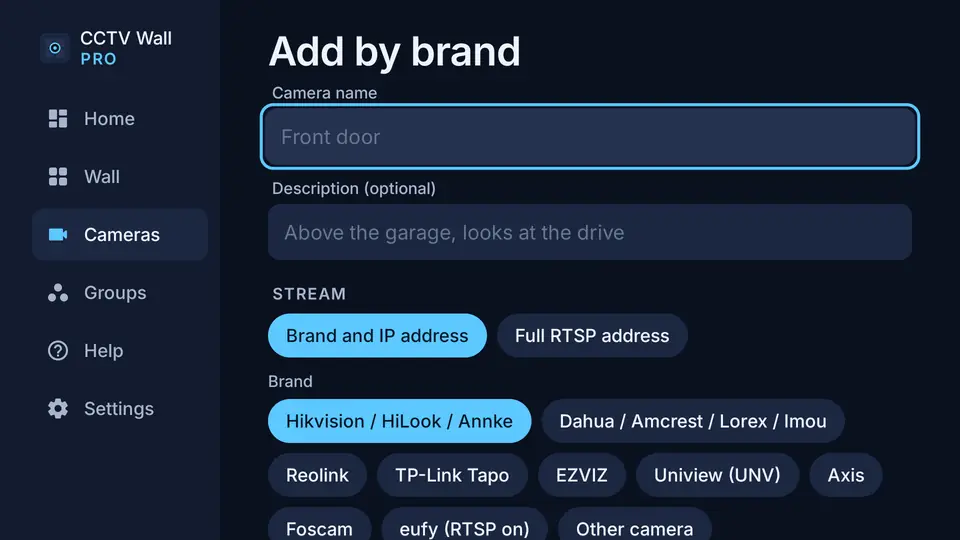 CCTV Wall
PRO
Home
Wall
Cameras
Groups
Help
Settings
Add by brand
Camera name
Front door
Description (optional)
Above the garage, looks at the drive
STREAM
Brand and IP address
Full RTSP address
Brand
Hikvision / HiLook / Annke
Dahua / Amcrest / Lorex / Imou
Reolink
TP-Link Tapo
EZVIZ
Uniview (UNV)
Axis
Foscam
eufy (RTSP on)
Other camera